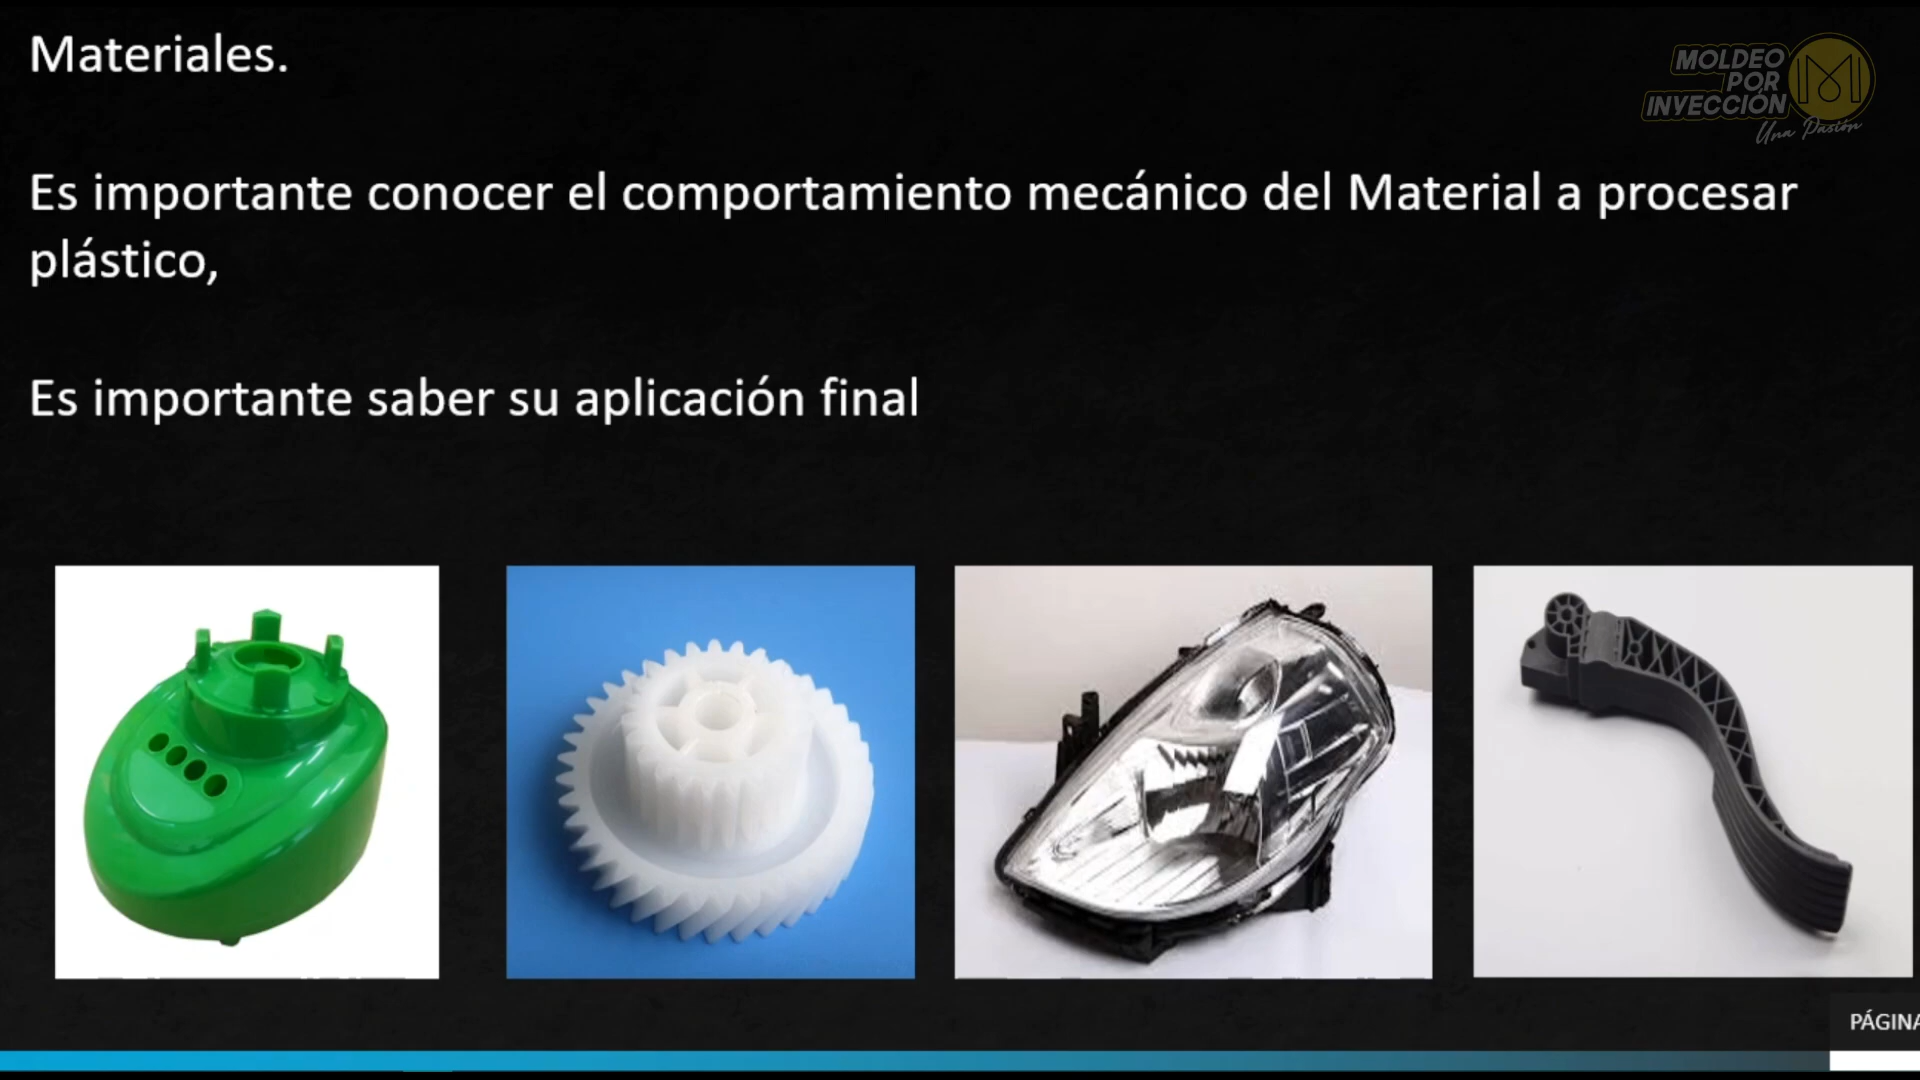 Materiales.
MOLDEO
POR
INYECCIÓN
Una Pasión
Es importante conocer el comportamiento mecánico del Material a procesar
plástico,
Es importante saber su aplicación final
PÁGINA